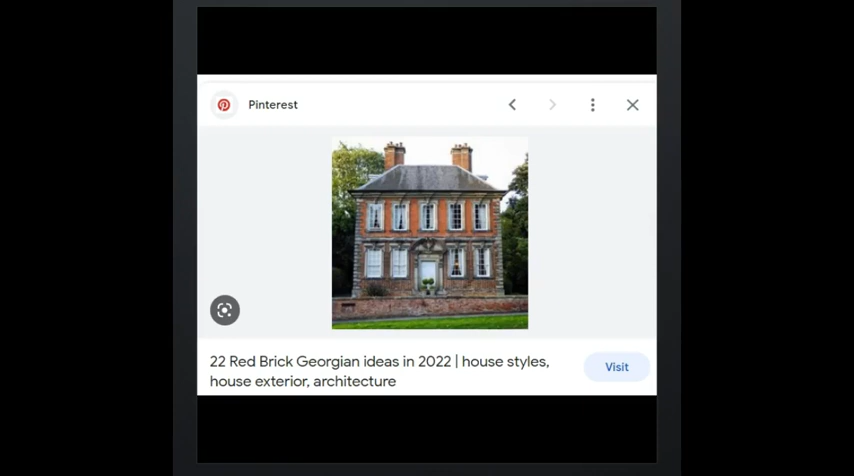 Pinterest
22 Red Brick Georgian ideas in 2022 | house styles,
house exterior, architecture
Visit